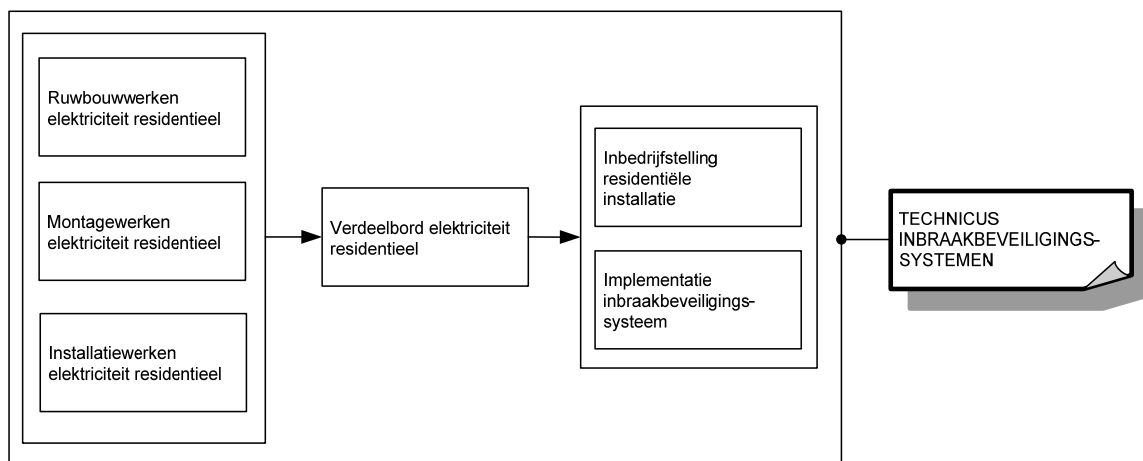 Ruwbouwwerken
elektriciteit residentieel
Montagewerken
elektriciteit residentieel
Installatiewerken
elektriciteit residentieel
Verdeelbord elektriciteit
residentieel
Inbedrijfstelling
residentiële
installatie
Implementatie
inbraakbeveiligings-
systeem
TECHNICUS
INBRAAKBEVEILIGINGS-
SYSTEMEN